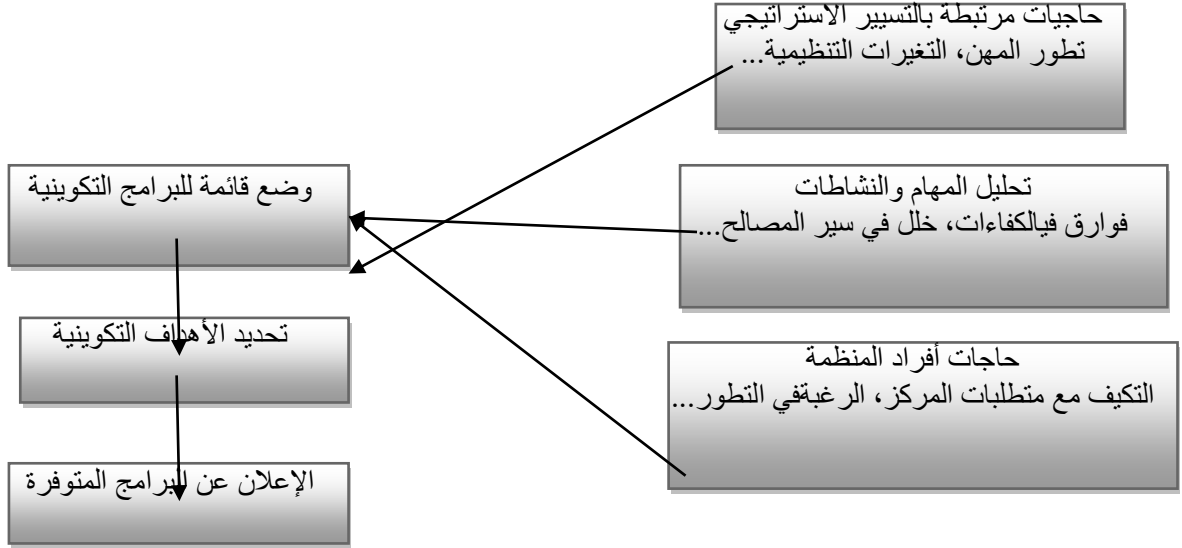 حاجيات مرتبطة بالتسيير الاستراتيجي
تطور المهن، التغيرات التنظيمية...
تحليل المهام والنشاطات
فوارق فيالكفاءات، خلل في سير المصالح...
حاجات أفراد المنظمة
التكيف مع متطلبات المركز، الرغبةفي التطور...
وضع قائمة للبرامج التكوينية
تحديد الأهداف التكوينية
الإعلان عن البرامج المتوفرة